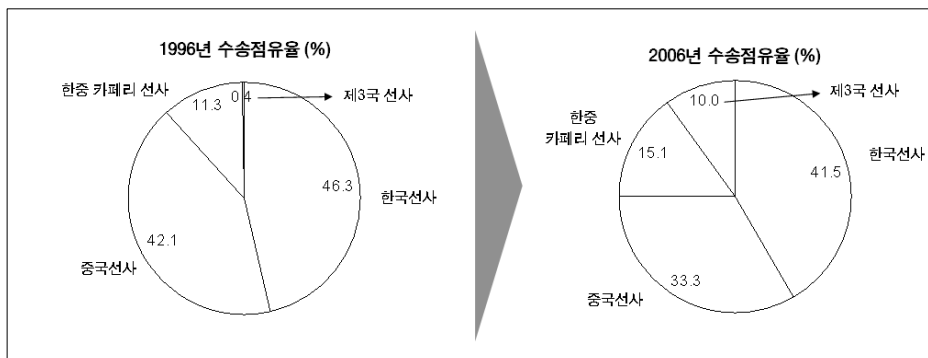 1996년 수송점유율 (%)
한중 카페리 선사
11.3
0.4
제3국 선사
46.3
한국선사
42.1
중국선사
2006년 수송점유율 (%)
10.0
제3국 선사
한중
카페리 선사
15.1
41.5
한국선사
33.3
중국선사